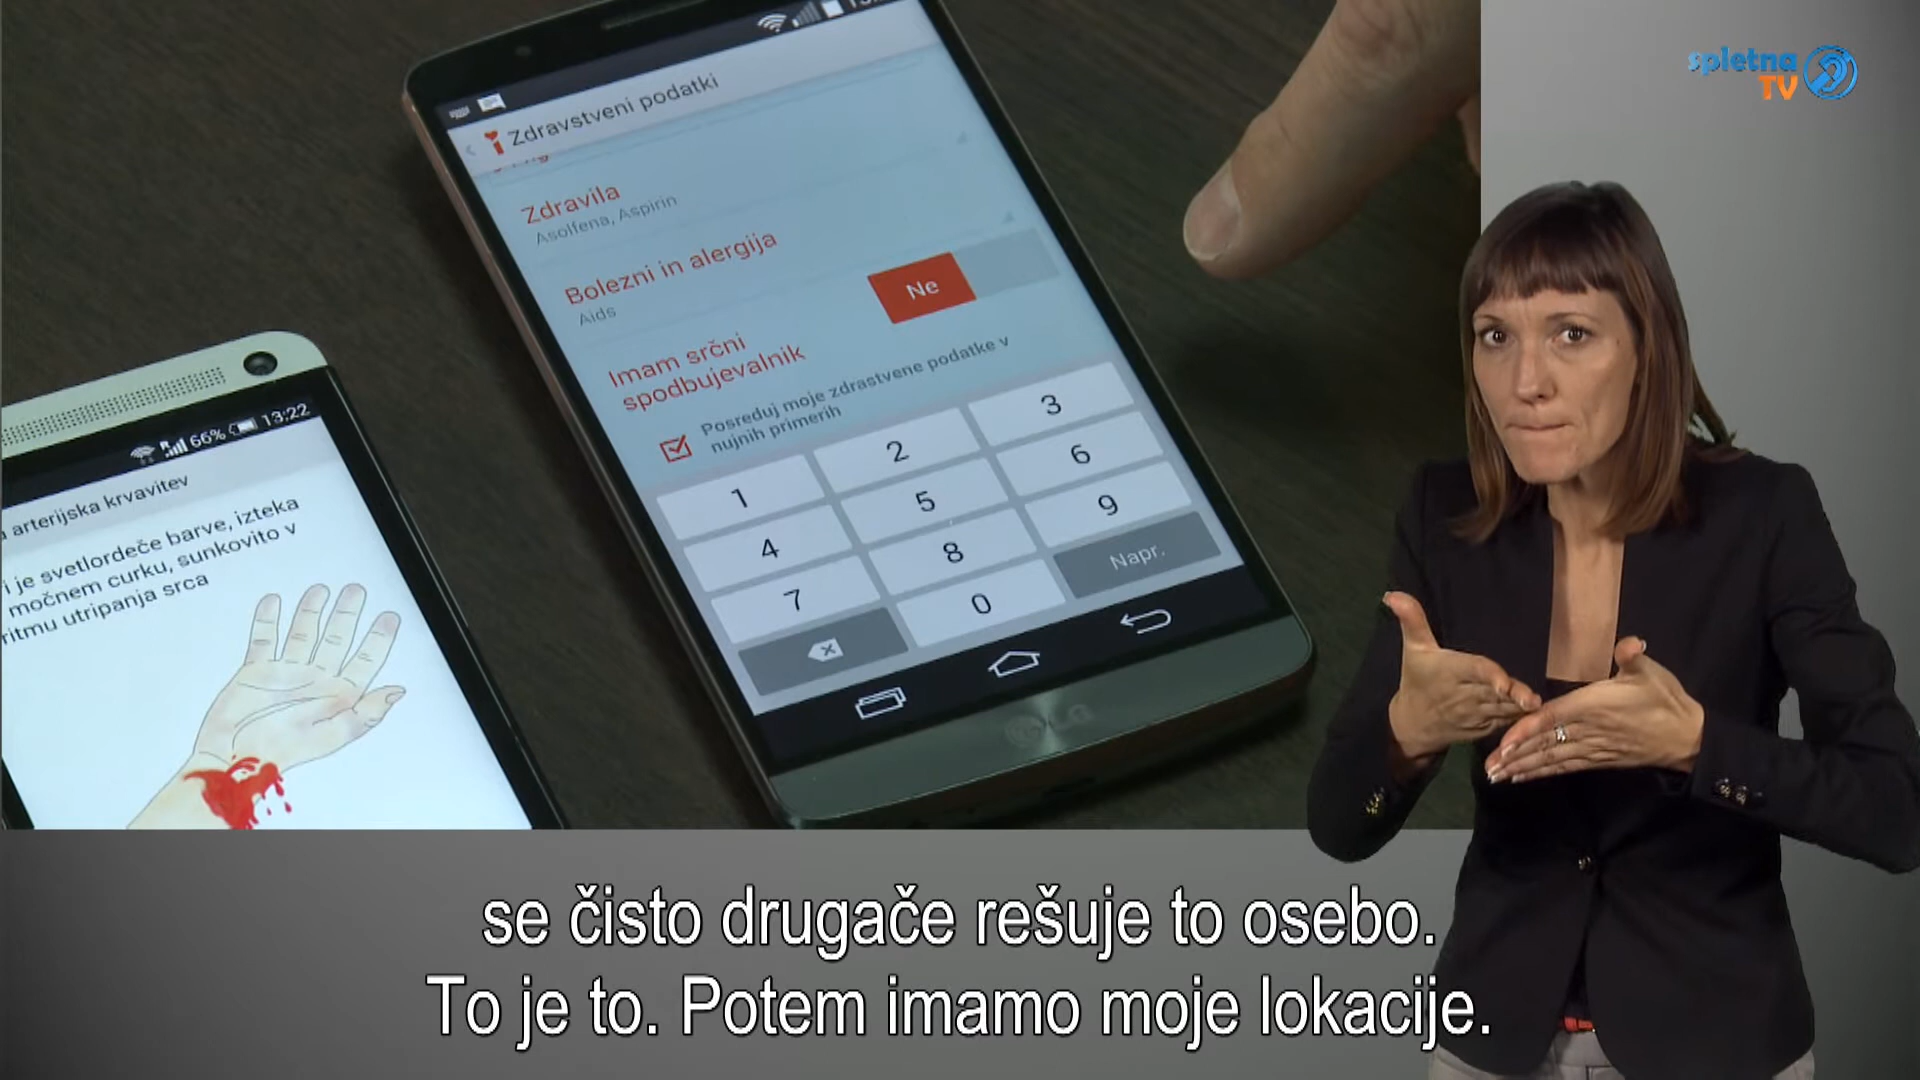 spletna
TV
Zdravstveni podatki
Zdravila
Asolfena, Aspirin
Bolezni in alergija
Aids
Ne
Imam srčni
spodbujevalnik
Posreduj moje zdrastvene podatke v
nujnih primerih
1
2
3
4
5
6
7
8
9
Napr.
0
LG
66%
13:22
arterijska krvavitev
i je svetlordeče barve, izteka
močnem curku, sunkovito v
ritmu utripanja srca
se čisto drugače rešuje to osebo.
To je to. Potem imamo moje lokacije.